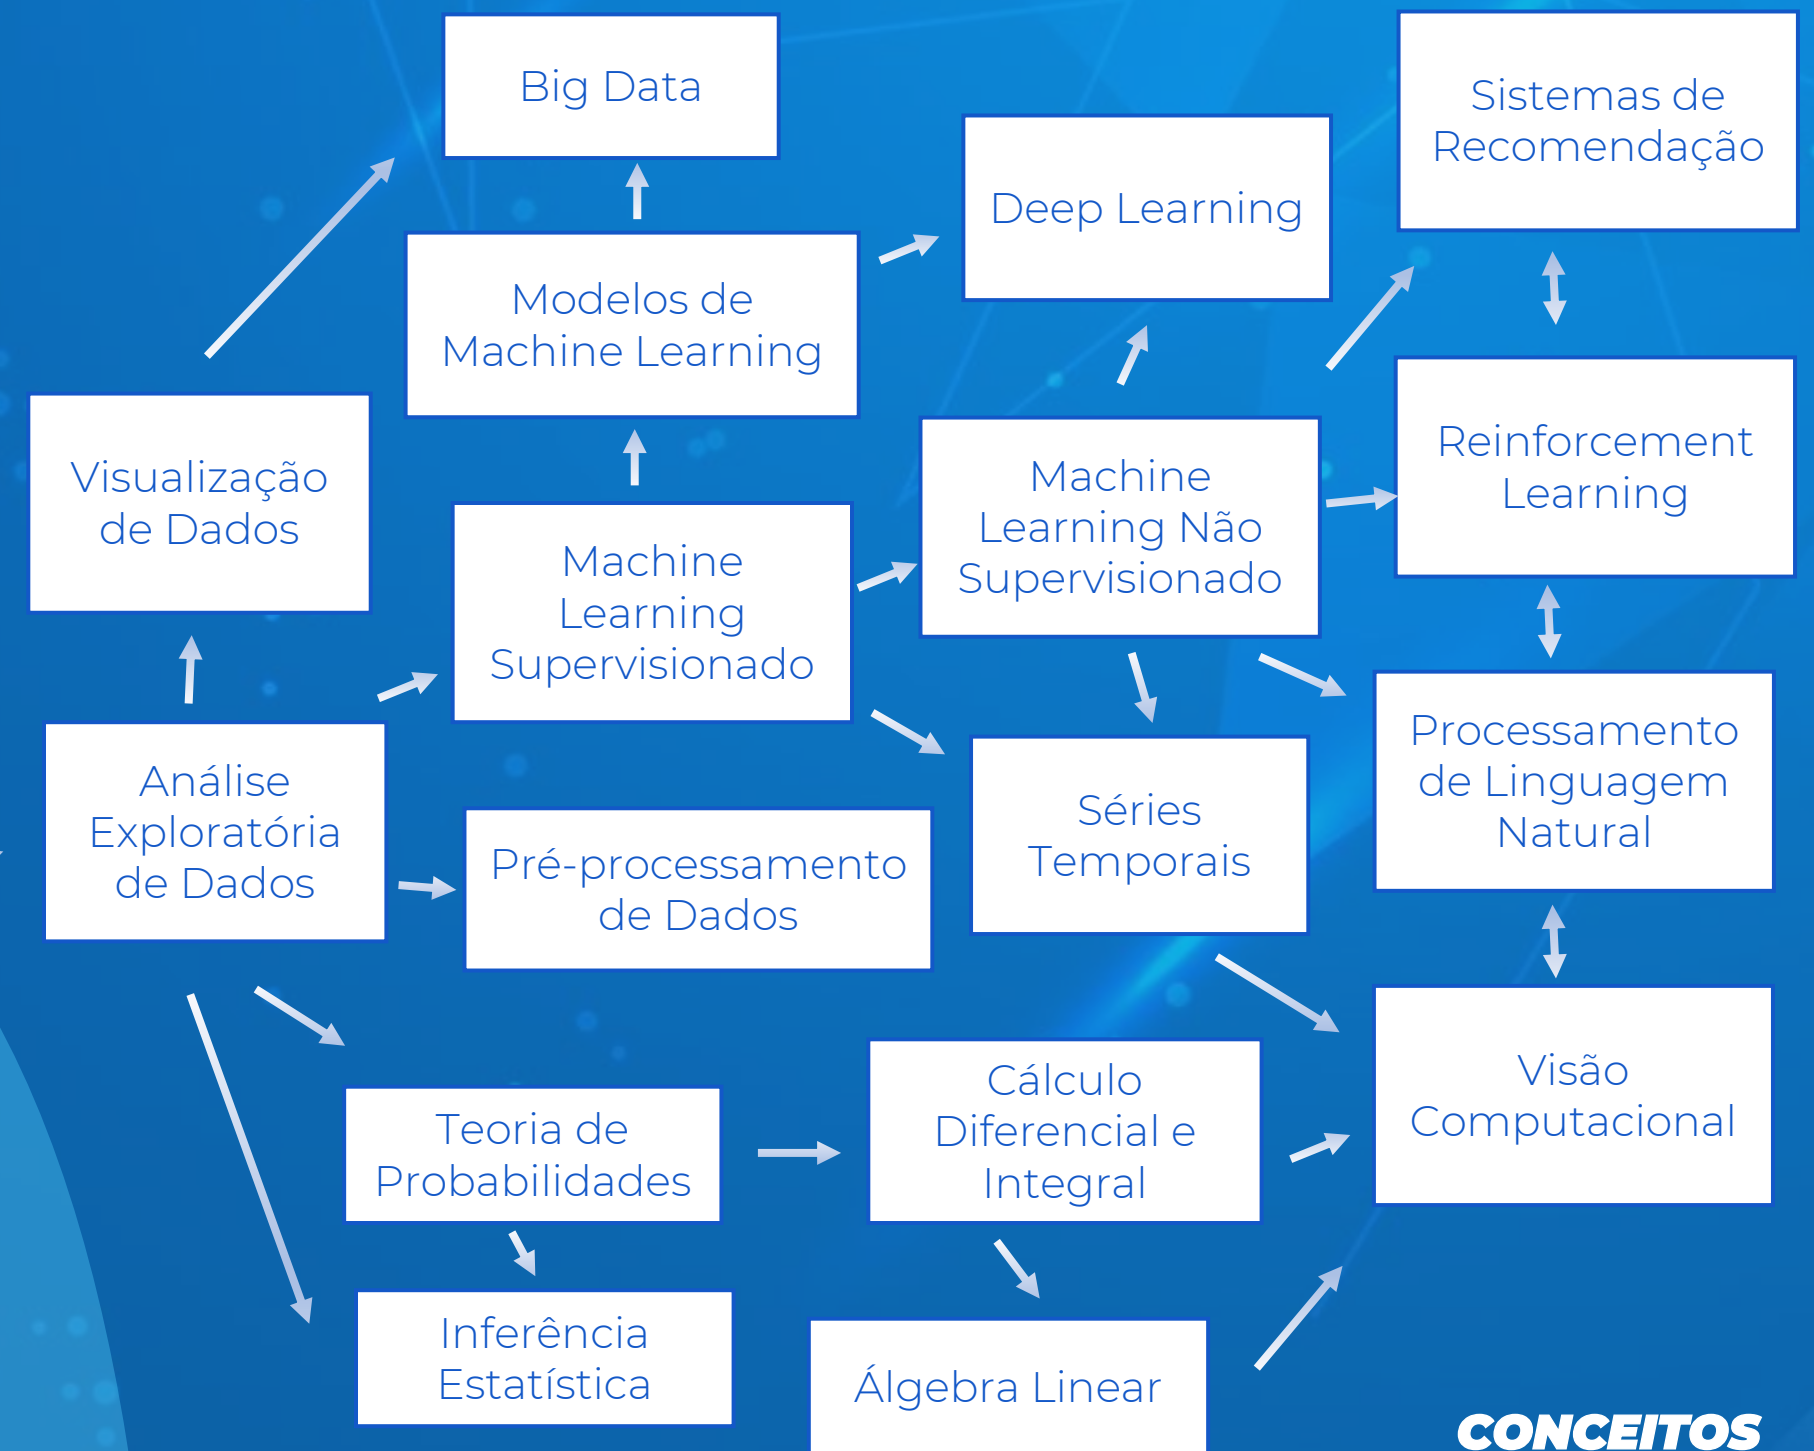 Big Data
Sistemas de
Recomendação
Deep Learning
Modelos de
Machine Learning
Visualização
de Dados
Machine
Learning
Supervisionado
Machine
Learning Não
Supervisionado
Reinforcement
Learning
Análise
Exploratória
de Dados
Pré-processamento
de Dados
Séries
Temporais
Processamento
de Linguagem
Natural
Teoria de
Probabilidades
Cálculo
Diferencial e
Integral
Visão
Computacional
Inferência
Estatística
Álgebra Linear
CONCEITOS